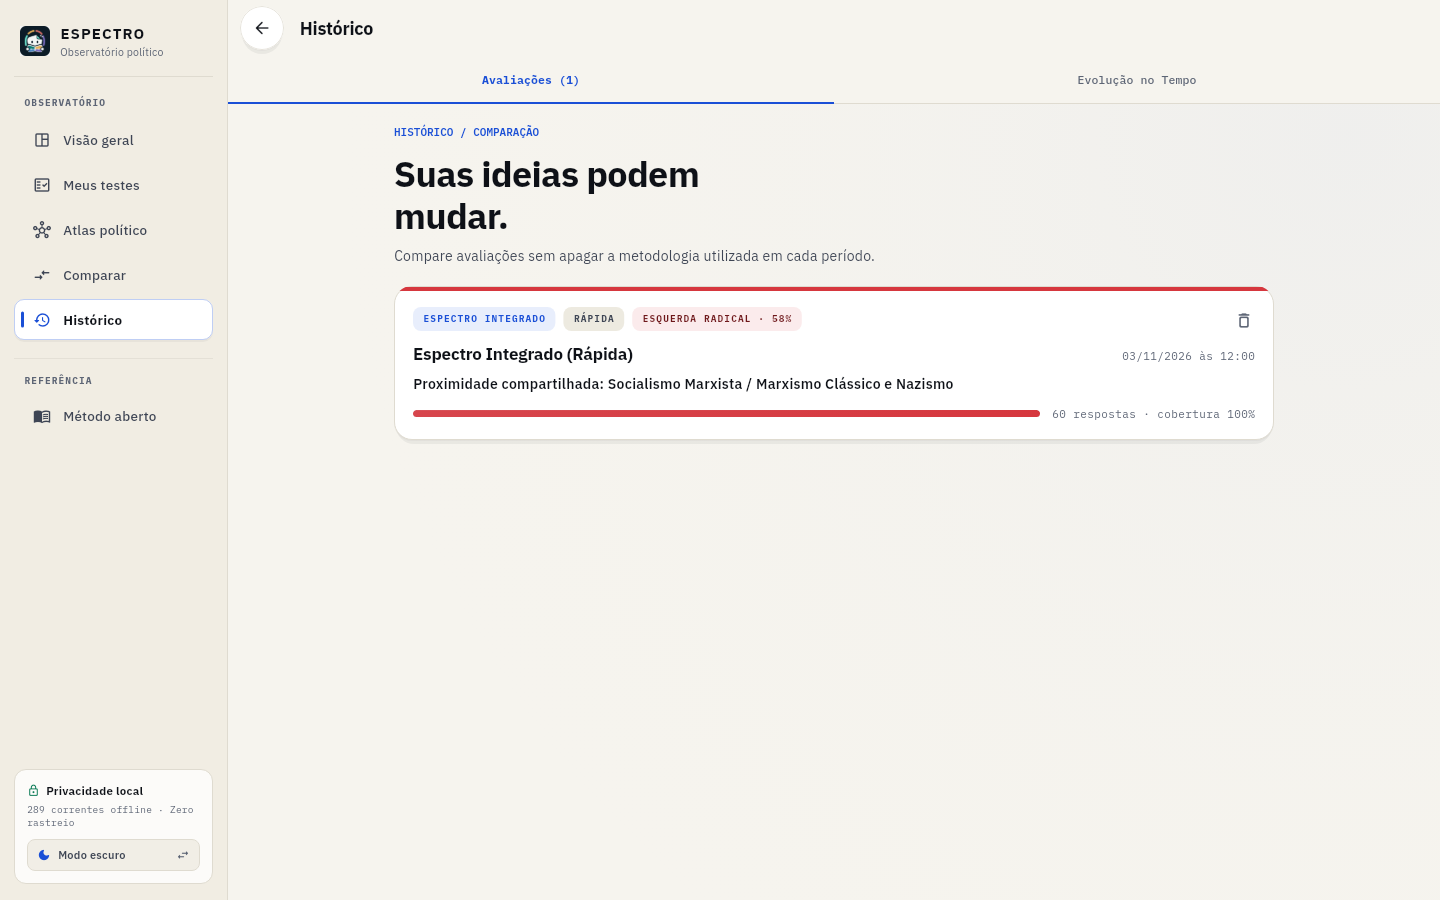 ESPECTRO
Observatório político
OBSERVATÓRIO
Visão geral
Meus testes
Atlas político
Comparar
Histórico
REFERÊNCIA
Método aberto
Privacidade local
289 correntes offline · Zero
rastreio
Modo escuro
Histórico
Avaliações (1)
Evolução no Tempo
HISTÓRICO / COMPARAÇÃO
Suas ideias podem
mudar.
Compare avaliações sem apagar a metodologia utilizada em cada período.
ESPECTRO INTEGRADO
RÁPIDA
ESQUERDA RADICAL · 58%
Espectro Integrado (Rápida)
03/11/2026 às 12:00
Proximidade compartilhada: Socialismo Marxista / Marxismo Clássico e Nazismo
60 respostas · cobertura 100%